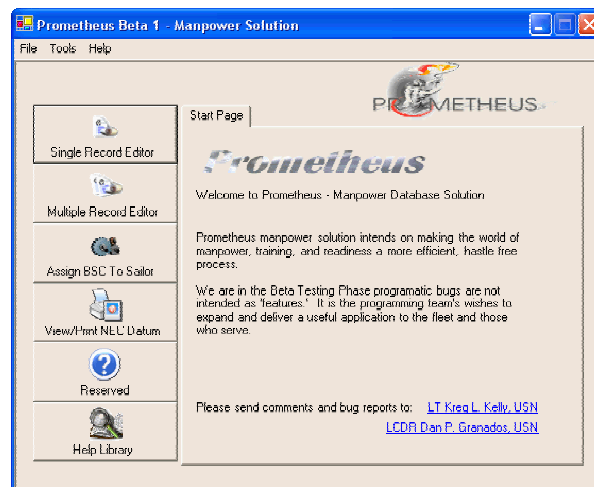 Prometheus Beta 1 - Manpower Solution
File Tools Help
PROMETHEUS
Start Page
Single Record Editor
Multiple Record Editor
Assign BSC To Sailor
View/Print NEC Datum
Reserved
Help Library
Prometheus
Welcome to Prometheus - Manpower Database Solution
Prometheus manpower solution intends on making the world of
manpower, training, and readiness a more efficient, hastle free
process.
We are in the Beta Testing Phase programatic bugs are not
intended as 'features.' It is the programming team's wishes to
expand and deliver a useful application to the fleet and those
who serve.
Please send comments and bug reports to: LT Kreg L. Kelly, USN
LCDR Dan P. Granados, USN